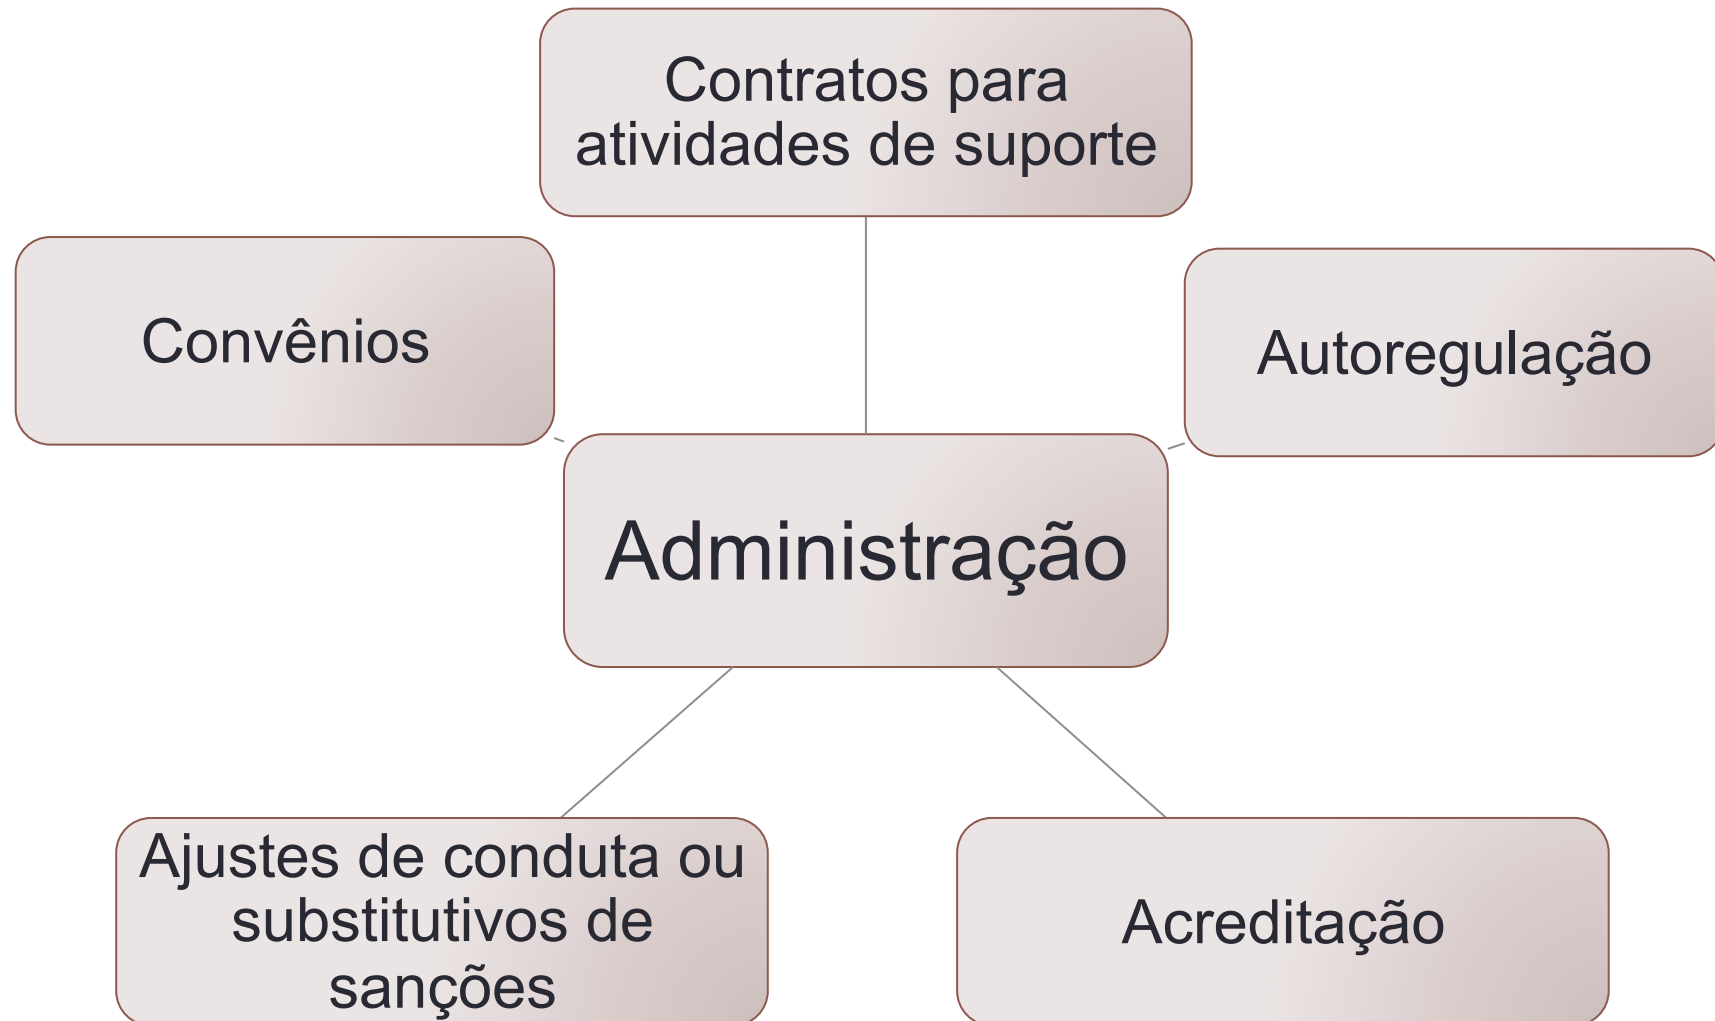 Contratos para
atividades de suporte
Convênios
Autoregulação
Administração
Ajustes de conduta ou
substitutivos de
sanções
Acreditação